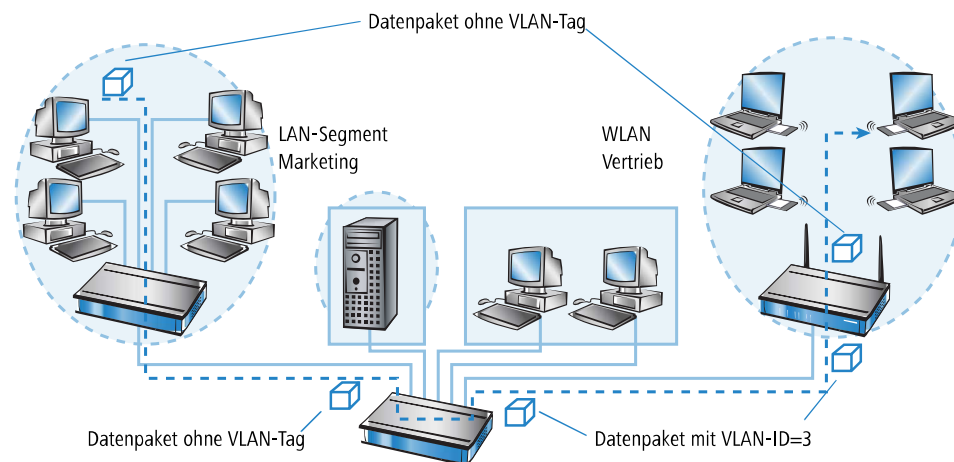 Datenpaket ohne VLAN-Tag
LAN-Segment
Marketing
WLAN
Vertrieb
Datenpaket ohne VLAN-Tag
Datenpaket mit VLAN-ID=3